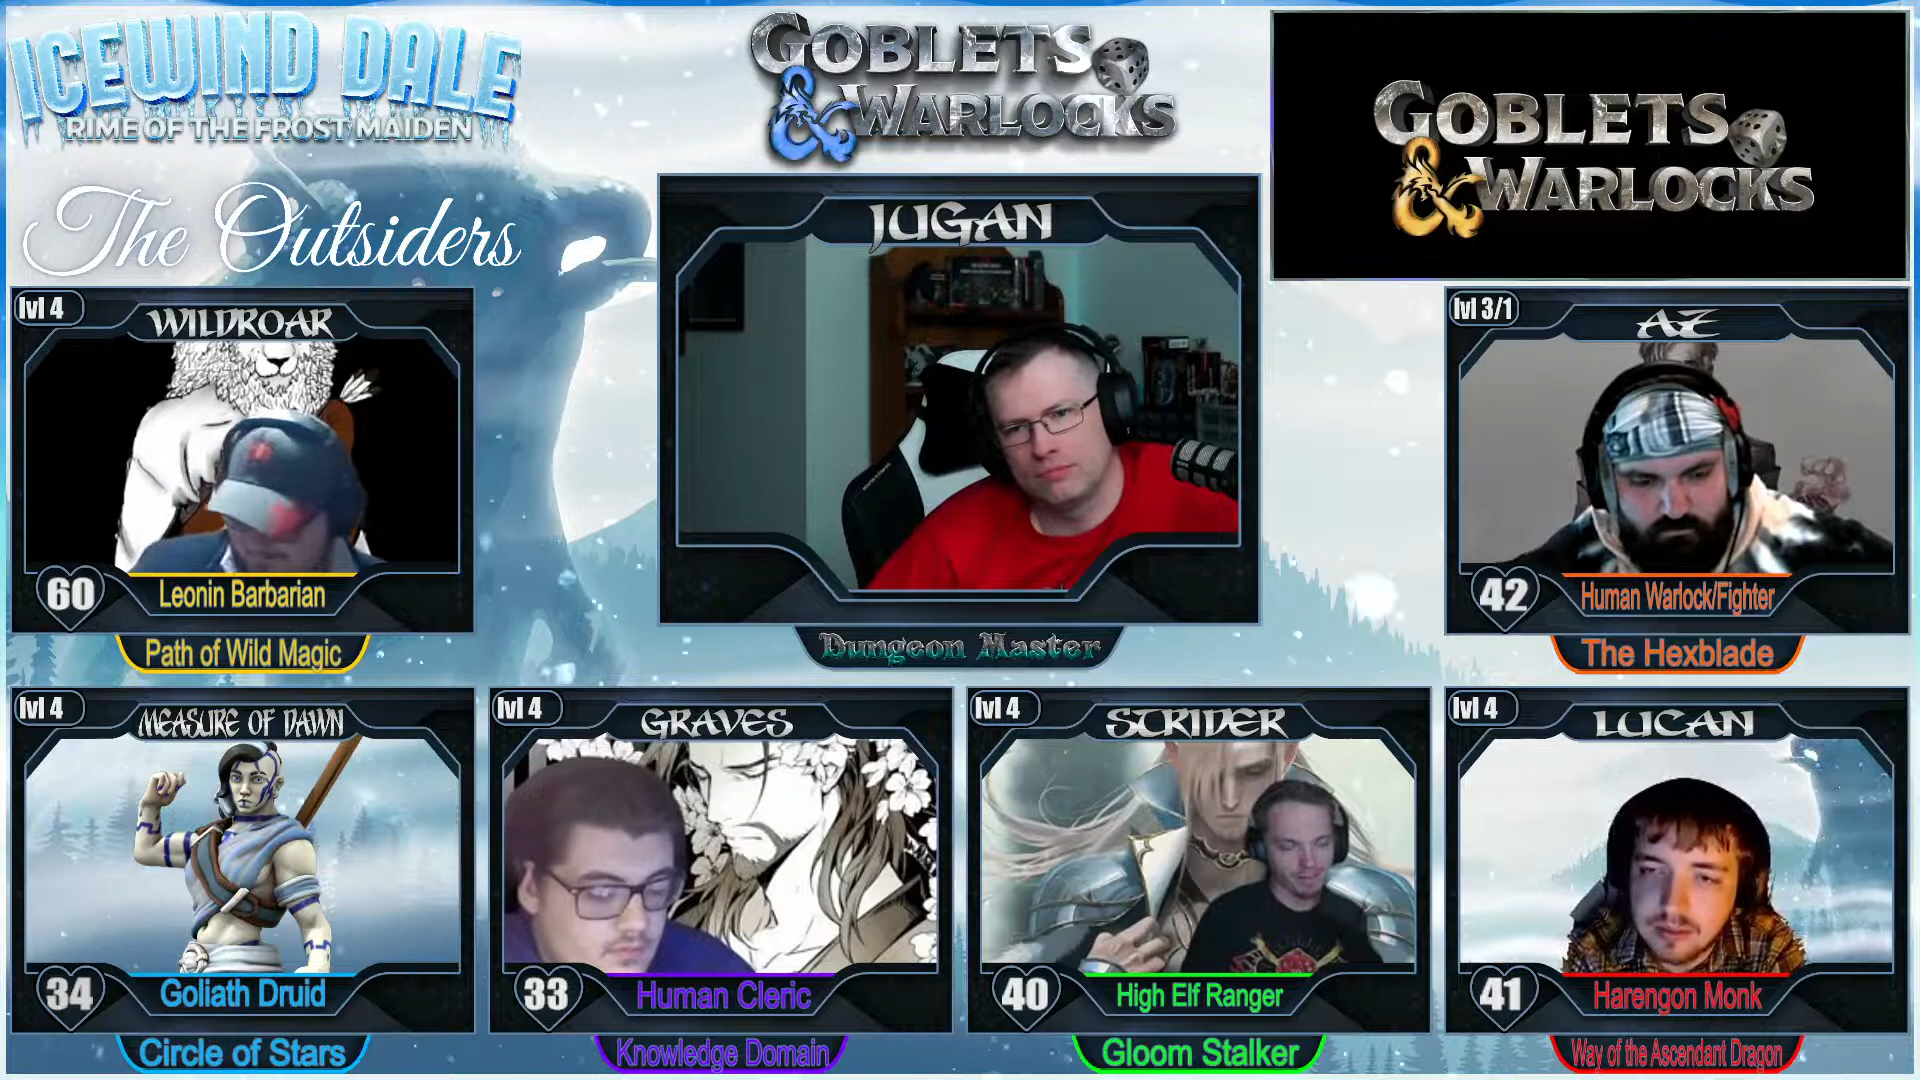 ICEWIND DALE
RIME OF THE FROSTMAIDEN
The Outsiders
GOBLETS
& WARLOCKS
GOBLETS
& WARLOCKS
JUGAN
Dungeon Master
lvl 4
WILDROAR
60
Leonin Barbarian
Path of Wild Magic
lvl 3/1
AZ
42
Human Warlock/Fighter
The Hexblade
lvl 4
MEASURE OF DAWN
34
Goliath Druid
Circle of Stars
lvl 4
GRAVES
33
Human Cleric
Knowledge Domain
lvl 4
STRIDER
40
High Elf Ranger
Gloom Stalker
lvl 4
LUCAN
41
Harengon Monk
Way of the Ascendant Dragon